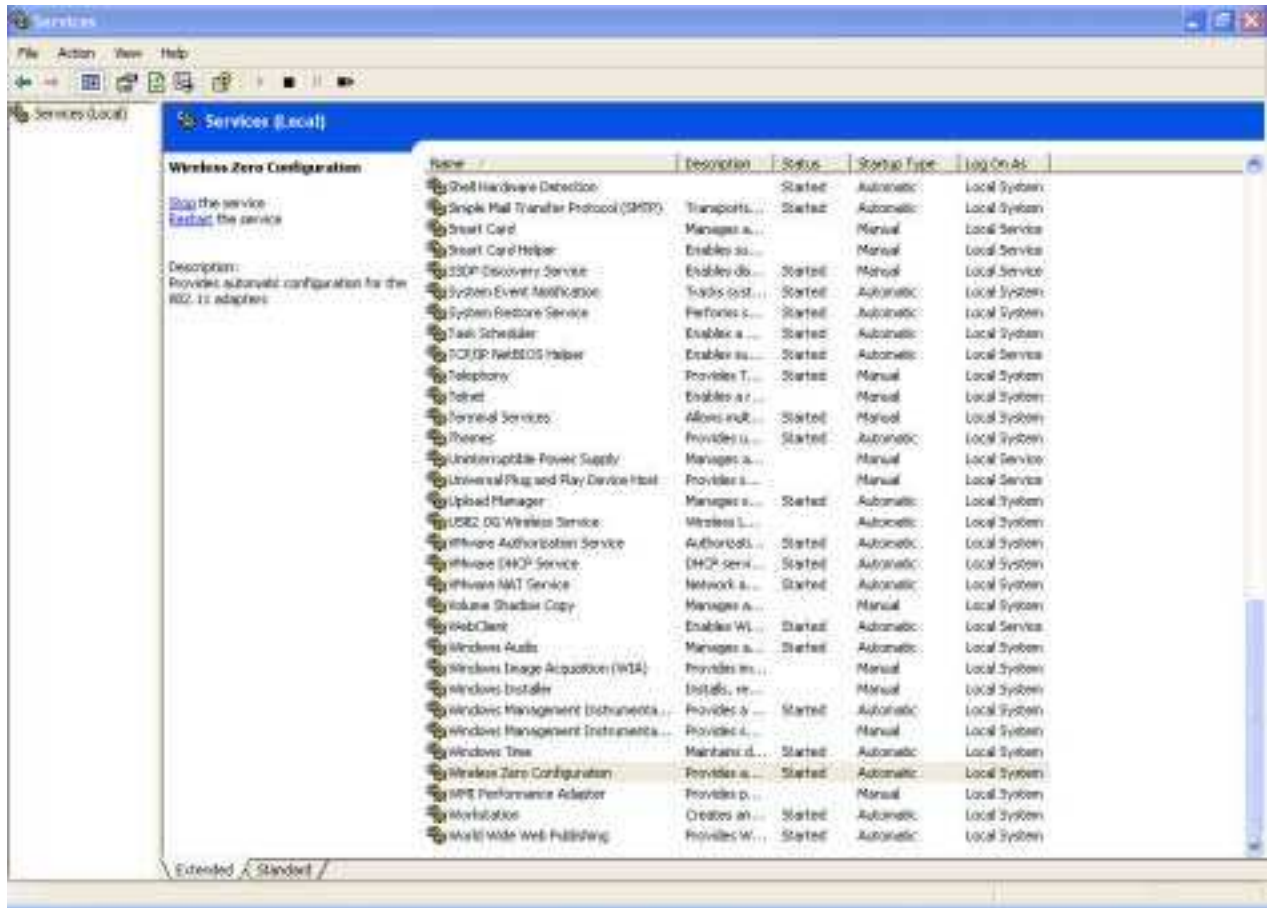 Services
File Action View Help
Services (Local)
Services (Local)
Wireless Zero Configuration
Stop the service
Restart the service
Description:
Provides automatic configuration for the
802.11 adapters
Name Description Status Startup Type Log On As
Shell Hardware Detection Started Automatic Local System
Simple Mail Transfer Protocol (SMTP) Transports... Started Automatic Local System
Smart Card Manages a... Manual Local Service
Smart Card Helper Enables su... Manual Local Service
SSDP Discovery Service Enables dis... Started Manual Local Service
System Event Notification Tracks syst... Started Automatic Local System
System Restore Service Performs s... Started Automatic Local System
Task Scheduler Enables a ... Started Automatic Local System
TCP/IP NetBIOS Helper Enables su... Started Automatic Local Service
Telephony Provides T... Started Manual Local System
Telnet Enables a r... Manual Local System
Terminal Services Allows mult... Started Manual Local System
Themes Provides u... Started Automatic Local System
Uninterruptible Power Supply Manages a... Manual Local Service
Universal Plug and Play Device Host Provides s... Manual Local Service
Upload Manager Manages s... Started Automatic Local System
Wireless Service Wireless L... Automatic Local System
VMware Authorization Service Authorizati... Started Automatic Local System
VMware DHCP Service DHCP servi... Started Automatic Local System
VMware NAT Service Network a... Started Automatic Local System
Volume Shadow Copy Manages a... Manual Local System
WebClient Enables Wi... Started Automatic Local Service
Windows Audio Manages a... Started Automatic Local System
Windows Image Acquisition (WIA) Provides im... Manual Local System
Windows Installer Installs, re... Manual Local System
Windows Management Instrumenta... Provides a ... Started Automatic Local System
Windows Management Instrumenta... Provides s... Manual Local System
Windows Time Maintains d... Started Automatic Local System
Wireless Zero Configuration Provides a... Started Automatic Local System
WMI Performance Adapter Provides p... Manual Local System
Workstation Creates an... Started Automatic Local System
World Wide Web Publishing Provides W... Started Automatic Local System
Extended Standard